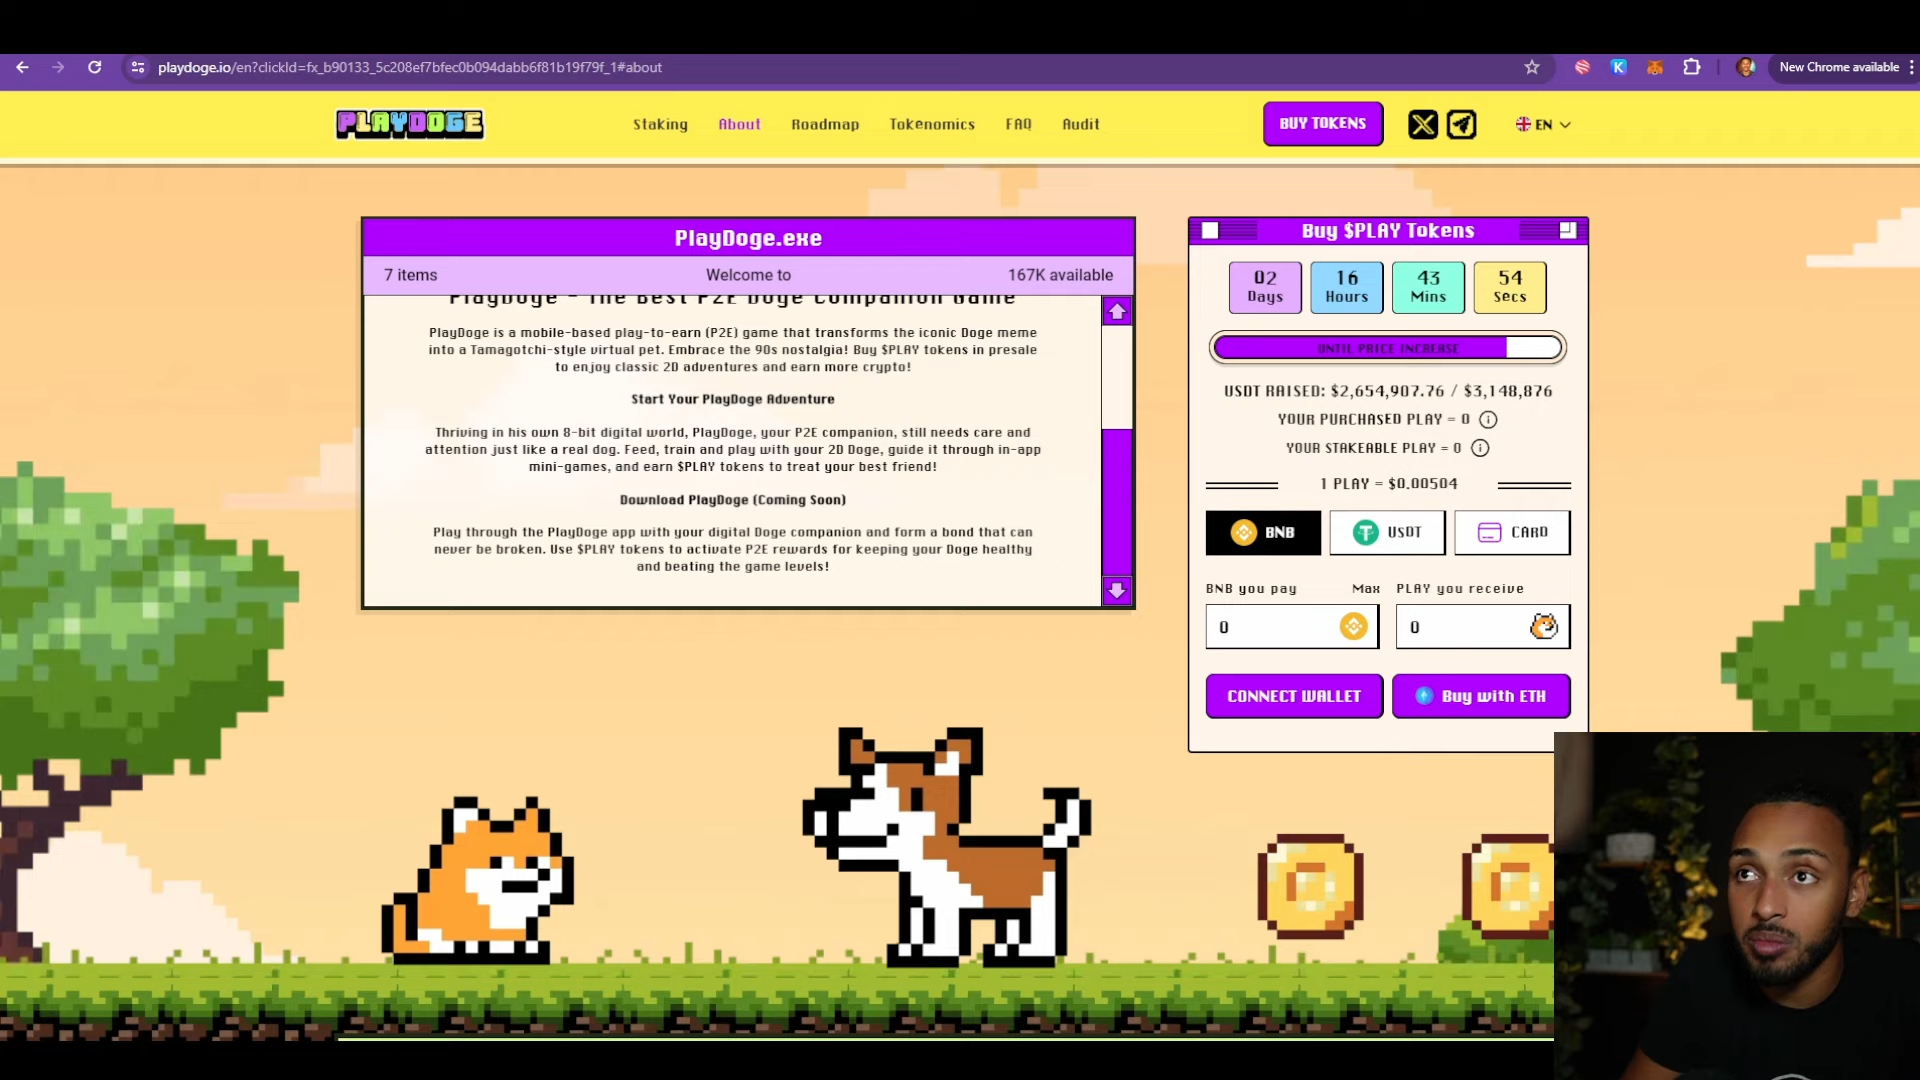 playdoge.io/en?clickId=fx_b90133_5c208ef7bfec0b094dabb6f81b19f79f_1#about
K
New Chrome available
PLAYDOGE
Staking
About
Roadmap
Tokenomics
FAQ
Audit
BUY TOKENS
X
EN
PlayDoge.exe
7 items
Welcome to
167K available
PlayDoge - The Best P2E Doge Companion Game
PlayDoge is a mobile-based play-to-earn (P2E) game that transforms the iconic Doge meme
into a Tamagotchi-style virtual pet. Embrace the 90s nostalgia! Buy $PLAY tokens in presale
to enjoy classic 2D adventures and earn more crypto!
Start Your PlayDoge Adventure
Thriving in his own 8-bit digital world, PlayDoge, your P2E companion, still needs care and
attention just like a real dog. Feed, train and play with your 2D Doge, guide it through in-app
mini-games, and earn $PLAY tokens to treat your best friend!
Download PlayDoge (Coming Soon)
Play through the PlayDoge app with your digital Doge companion and form a bond that can
never be broken. Use $PLAY tokens to activate P2E rewards for keeping your Doge healthy
and beating the game levels!
Buy $PLAY Tokens
02 16 43 54
Days Hours Mins Secs
UNTIL PRICE INCREASE
USDT RAISED: $2,654,907.76 / $3,148,876
YOUR PURCHASED PLAY = 0
YOUR STAKEABLE PLAY = 0
1 PLAY = $0.00504
BNB
USDT
CARD
BNB you pay Max
PLAY you receive
0
0
CONNECT WALLET
Buy with ETH